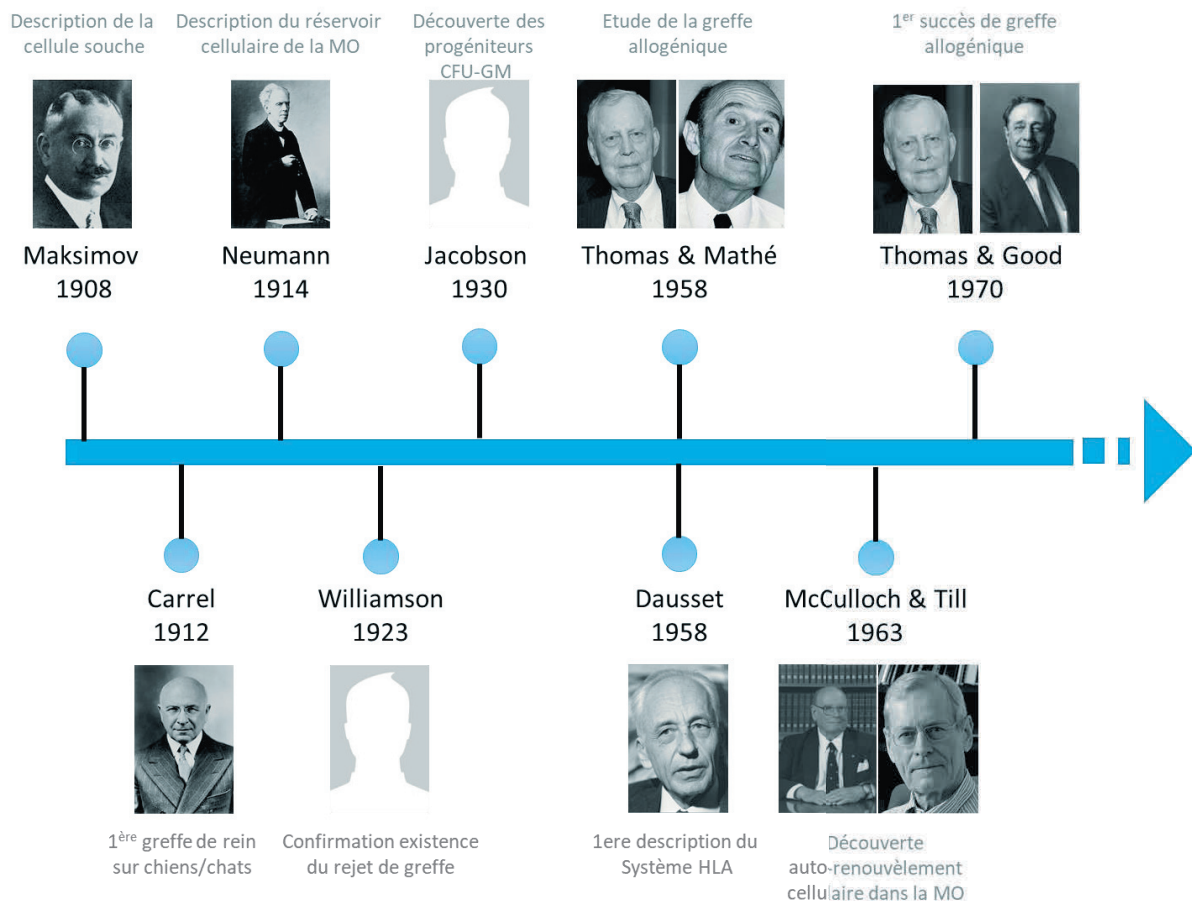 Description de la
cellule souche
Description du réservoir
cellulaire de la MO
Découverte des
progéniteurs
CFU-GM
Etude de la greffe
allogénique
1er succès de greffe
allogénique
Maksimov
1908
Neumann
1914
Jacobson
1930
Thomas & Mathé
1958
Thomas & Good
1970
Carrel
1912
Williamson
1923
Dausset
1958
McCulloch & Till
1963
1ère greffe de rein
sur chiens/chats
Confirmation existence
du rejet de greffe
1ere description du
Système HLA
Découverte
auto-renouvèlement
cellulaire dans la MO